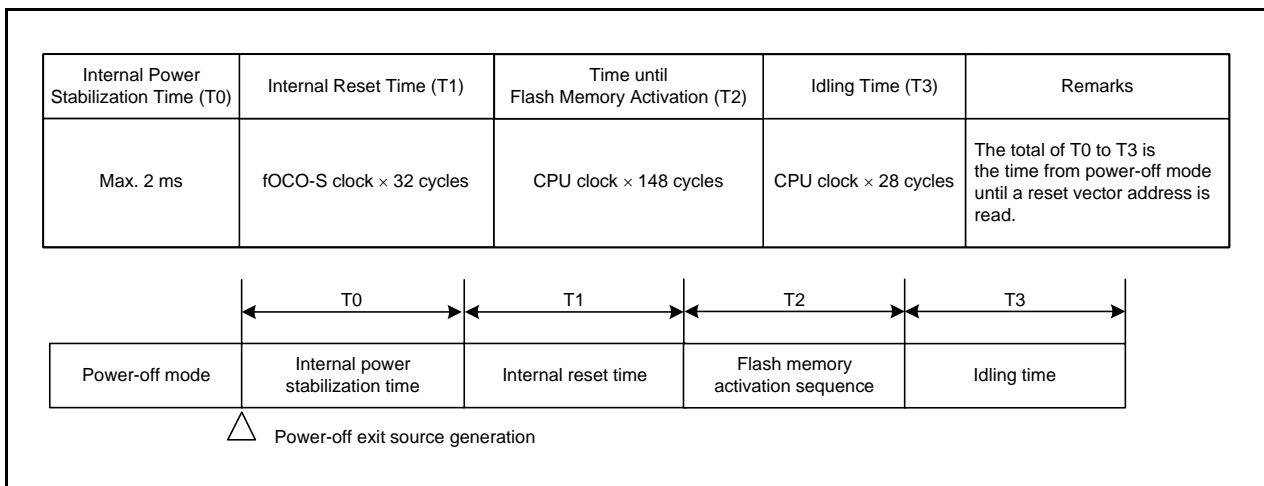 Internal Power
Stabilization Time (T0)
Internal Reset Time (T1)
Time until
Flash Memory Activation (T2)
Idling Time (T3)
Remarks
Max. 2 ms
fOCO-S clock × 32 cycles
CPU clock × 148 cycles
CPU clock × 28 cycles
The total of T0 to T3 is
the time from power-off mode
until a reset vector address is
read.
T0
T1
T2
T3
Power-off mode
Internal power
stabilization time
Internal reset time
Flash memory
activation sequence
Idling time
Power-off exit source generation